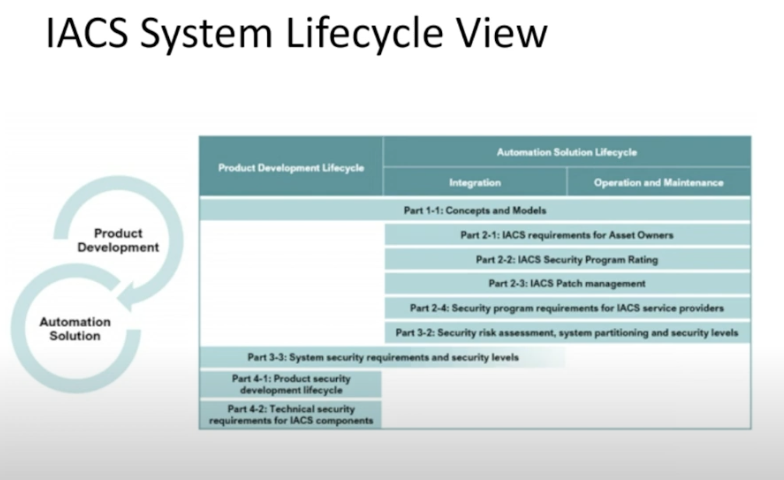 IACS System Lifecycle View
Product
Development
Automation
Solution
Product Development Lifecycle
Automation Solution Lifecycle
Integration
Operation and Maintenance
Part 1-1: Concepts and Models
Part 2-1: IACS requirements for Asset Owners
Part 2-2: IACS Security Program Rating
Part 2-3: IACS Patch management
Part 2-4: Security program requirements for IACS service providers
Part 3-2: Security risk assessment, system partitioning and security levels
Part 3-3: System security requirements and security levels
Part 4-1: Product security
development lifecycle
Part 4-2: Technical security
requirements for IACS components